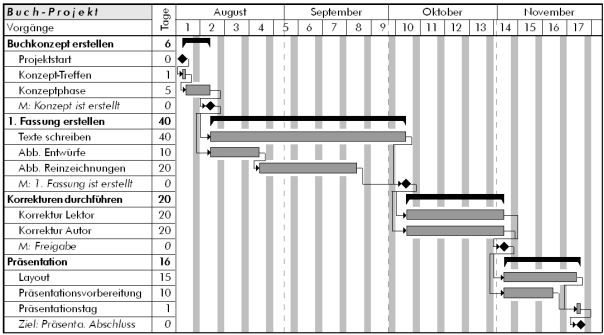 Buch-Projekt Tage August September Oktober November
Vorgänge 1 2 3 4 5 6 7 8 9 10 11 12 13 14 15 16 17
Buchkonzept erstellen 6
Projektstart 0
Konzept-Treffen 1
Konzeptphase 5
M: Konzept ist erstellt 0
1. Fassung erstellen 40
Texte schreiben 40
Abb. Entwürfe 10
Abb. Reinzeichnungen 20
M: 1. Fassung ist erstellt 0
Korrekturen durchführen 20
Korrektur Lektor 20
Korrektur Autor 20
M: Freigabe 0
Präsentation 16
Layout 15
Präsentationsvorbereitung 10
Präsentationstag 1
Ziel: Präsenta. Abschluss 0